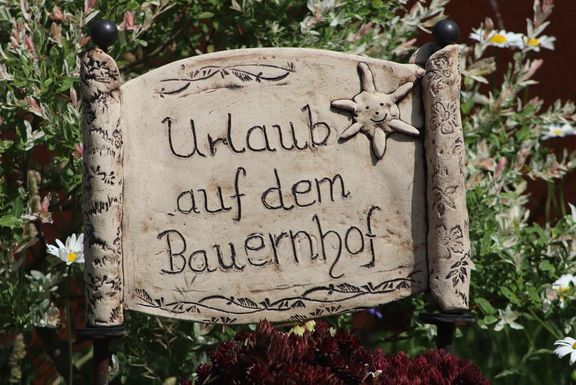 Urlaub
auf dem
Bauernhof